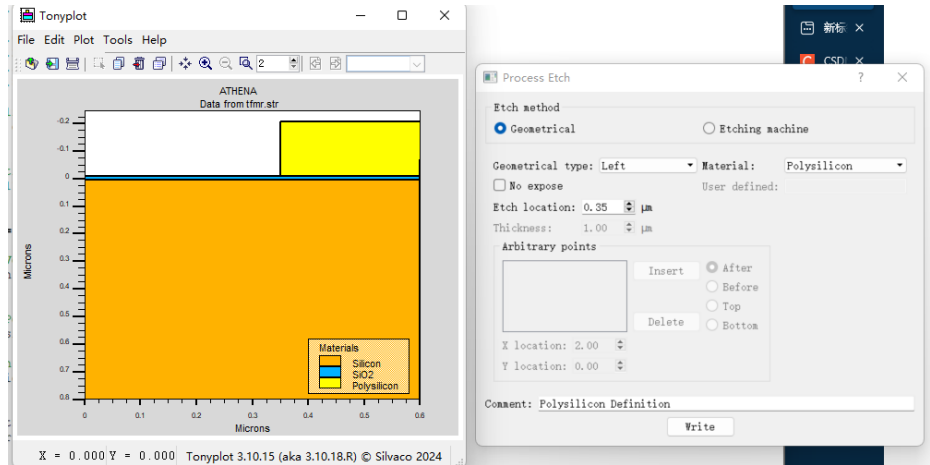 Tonyplot
File Edit Plot Tools Help
2
ATHENA
Data from tfmr.str
-0.2
-0.1
0
0.1
0.2
0.3
0.4
0.5
0.6
0.7
0.8
Microns
Materials
Silicon
SiO2
Polysilicon
0 0.1 0.2 0.3 0.4 0.5 0.6
Microns
X = 0.000 Y = 0.000 Tonyplot 3.10.15 (aka 3.10.18.R) © Silvaco 2024
新标
CSD
Process Etch
Etch method
Geometrical Etching machine
Geometrical type: Left Material: Polysilicon
No expose User defined:
Etch location: 0.35 μm
Thickness: 1.00 μm
Arbitrary points
Insert After
Before
Top
Delete Bottom
X location: 2.00
Y location: 0.00
Comment: Polysilicon Definition
Write